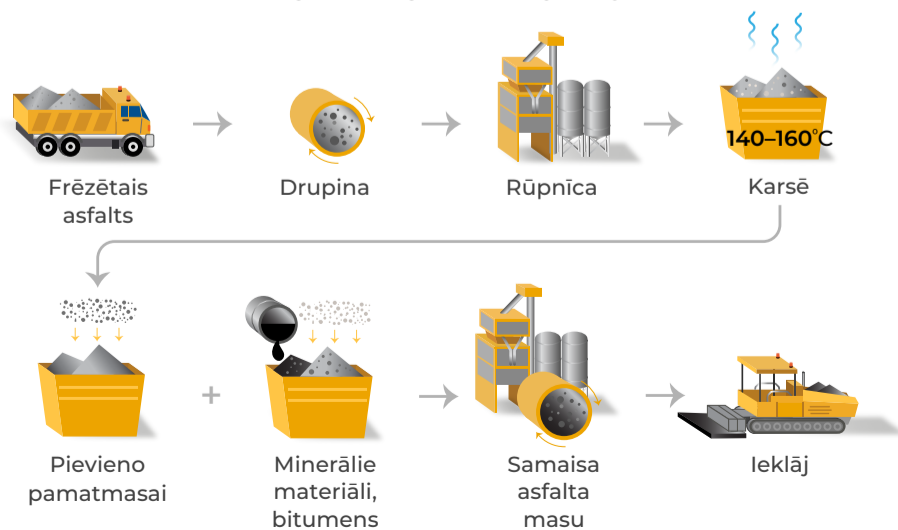 Frēzētais
asfalts
Drupina
Rūpnīca
140–160°C
Karsē
Pievieno
pamatmasai
+
Minerālie
materiāli,
bitumens
Samaisa
asfalta
masu
Ieklāj